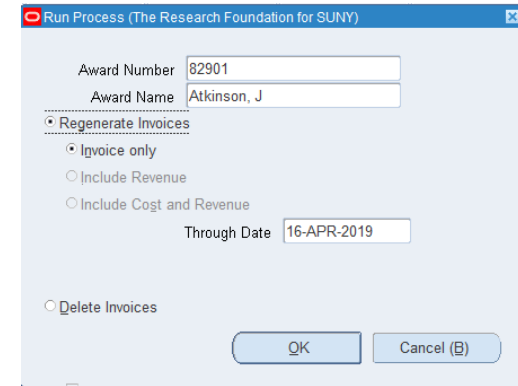 Run Process (The Research Foundation for SUNY)
Award Number 82901
Award Name Atkinson, J
Regenerate Invoices
Invoice only
Include Revenue
Include Cost and Revenue
Through Date 16-APR-2019
Delete Invoices
OK Cancel (B)